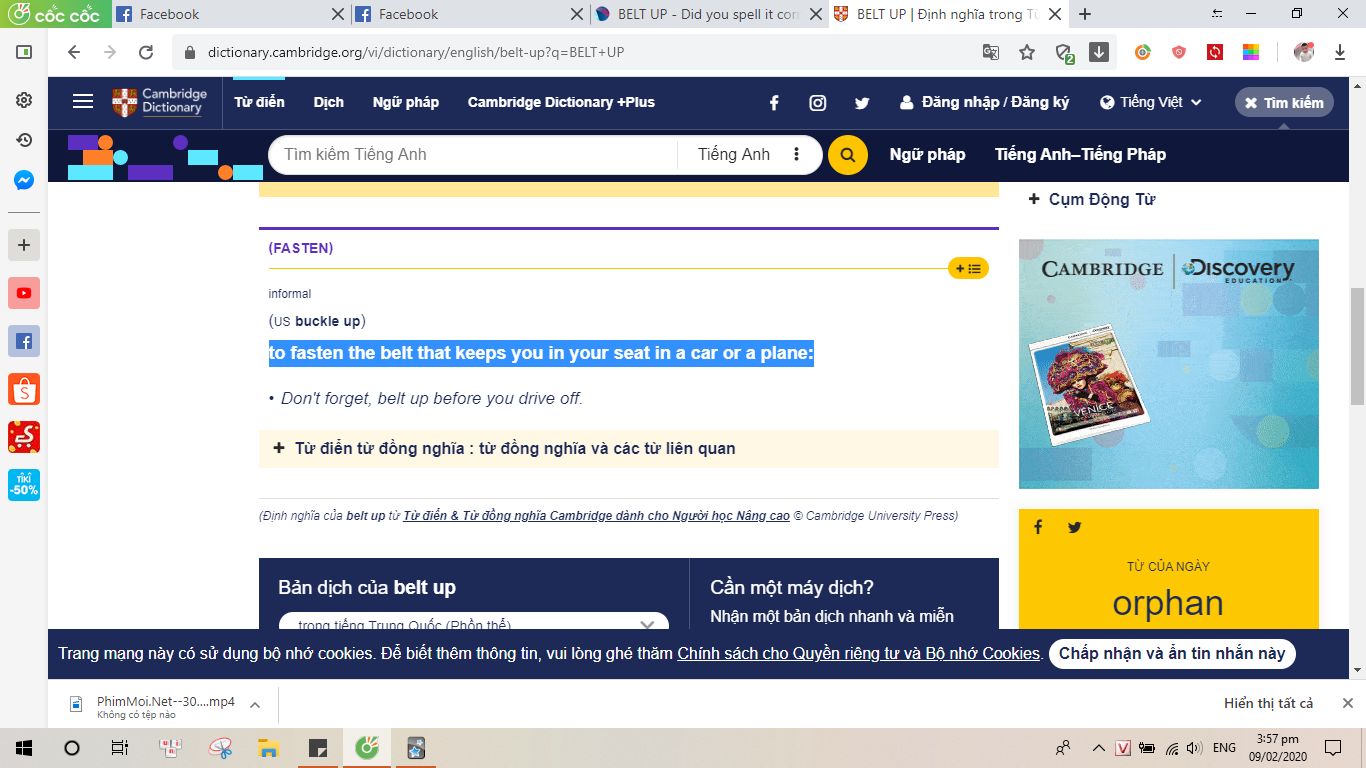 cốc cốc
Facebook
Facebook
BELT UP - Did you spell it corr
BELT UP | Định nghĩa trong Từ
dictionary.cambridge.org/vi/dictionary/english/belt-up?q=BELT+UP
2
Cambridge
Dictionary
Từ điển
Dịch
Ngữ pháp
Cambridge Dictionary +Plus
Đăng nhập / Đăng ký
Tiếng Việt
Tìm kiếm
Tìm kiếm Tiếng Anh
Tiếng Anh
Ngữ pháp
Tiếng Anh–Tiếng Pháp
+ Cụm Động Từ
(FASTEN)
informal
(US buckle up)
to fasten the belt that keeps you in your seat in a car or a plane:
• Don't forget, belt up before you drive off.
+ Từ điển từ đồng nghĩa : từ đồng nghĩa và các từ liên quan
(Định nghĩa của belt up từ Từ điển & Từ đồng nghĩa Cambridge dành cho Người học Nâng cao © Cambridge University Press)
CAMBRIDGE
Discovery
EDUCATION
VENICE
TỪ CỦA NGÀY
orphan
Bản dịch của belt up
trong tiếng Trung Quốc (Phồn thể)
Cần một máy dịch?
Nhận một bản dịch nhanh và miễn
Trang mạng này có sử dụng bộ nhớ cookies. Để biết thêm thông tin, vui lòng ghé thăm Chính sách cho Quyền riêng tư và Bộ nhớ Cookies.
Chấp nhận và ẩn tin nhắn này
TIKI
-50%
PhimMoi.Net--30....mp4
Không có tệp nào
Hiển thị tất cả
ENG
3:57 pm
09/02/2020